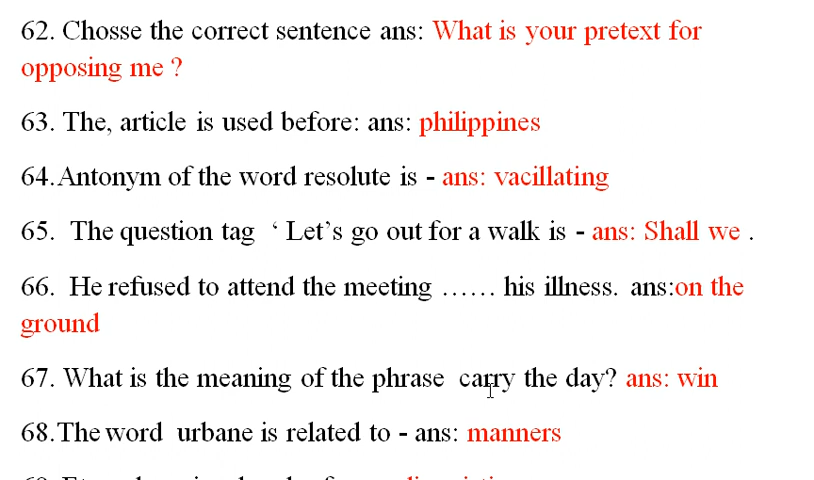 62. Chosse the correct sentence ans: What is your pretext for
opposing me ?
63. The, article is used before: ans: philippines
64.Antonym of the word resolute is - ans: vacillating
65. The question tag ‘ Let’s go out for a walk is - ans: Shall we .
66. He refused to attend the meeting …… his illness. ans:on the
ground
67. What is the meaning of the phrase carry the day? ans: win
68.The word urbane is related to - ans: manners